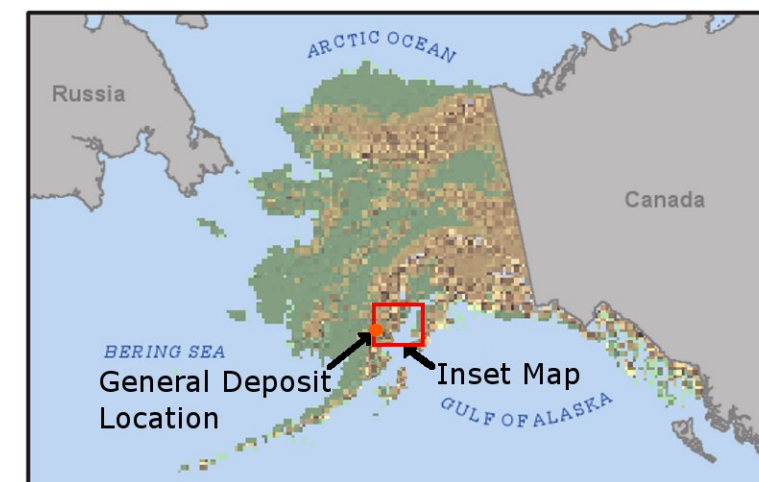 ARCTIC OCEAN
Russia
Canada
BERING SEA
General Deposit
Location
Inset Map
GULF OF ALASKA